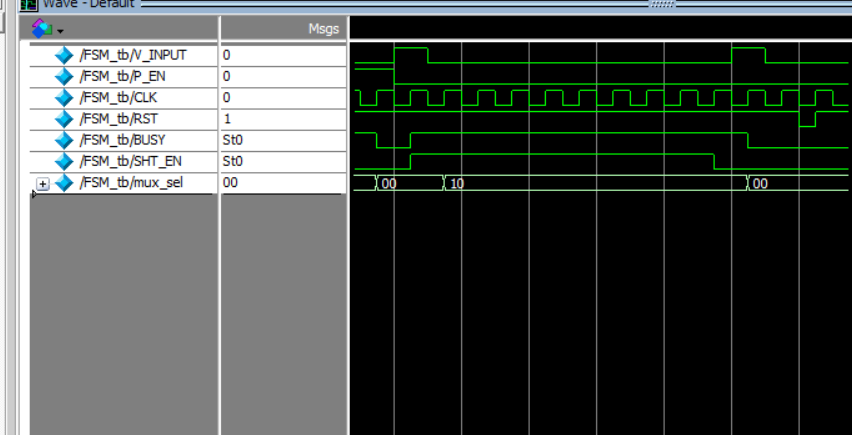 Wave - Default
Msgs
/FSM_tb/V_INPUT 0
/FSM_tb/P_EN 0
/FSM_tb/CLK 0
/FSM_tb/RST 1
/FSM_tb/BUSY St0
/FSM_tb/SHT_EN St0
/FSM_tb/mux_sel 00 00 10 00